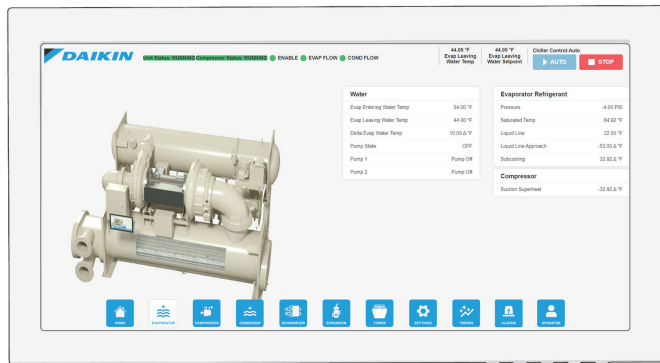 DAIKIN
Unit Status: RUNNING Compressor Status: RUNNING ENABLE EVAP FLOW COND FLOW
44.00 °F
Evap Leaving
Water Temp
44.00 °F
Evap Leaving
Water Setpoint
Chiller Control:Auto
AUTO
STOP
Water
Evap Entering Water Temp 54.00 °F
Evap Leaving Water Temp 44.00 °F
Delta Evap Water Temp 10.00 Δ °F
Pump State OFF
Pump 1 Pump Off
Pump 2 Pump Off
Evaporator Refrigerant
Pressure -4.00 PSI
Saturated Temp 64.92 °F
Liquid Line 32.00 °F
Liquid Line Approach -53.00 Δ °F
Subcooling 32.92 Δ °F
Compressor
Suction Superheat -32.92 Δ °F
HOME
EVAPORATOR
COMPRESSOR
CONDENSER
ECONOMIZER
EXPANSION
TOWER
SETTINGS
TRENDS
ALARMS
OPERATOR